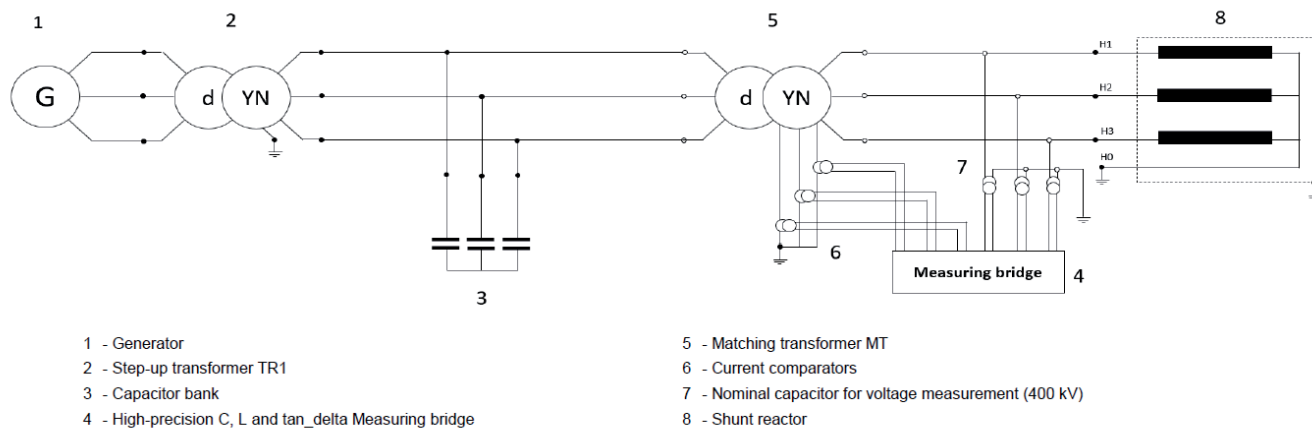 1
2
5
8
G
d
YN
d
YN
H1
H2
H3
H0
7
6
Measuring bridge
4
3
1 - Generator
2 - Step-up transformer TR1
3 - Capacitor bank
4 - High-precision C, L and tan_delta Measuring bridge
5 - Matching transformer MT
6 - Current comparators
7 - Nominal capacitor for voltage measurement (400 kV)
8 - Shunt reactor